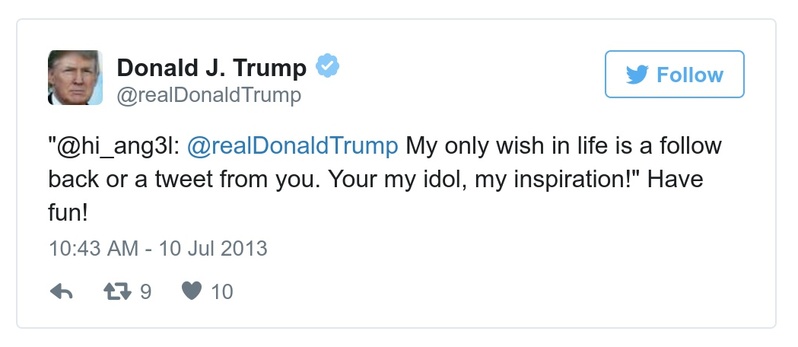 Donald J. Trump
@realDonaldTrump
Follow
"@hi_ang3l: @realDonaldTrump My only wish in life is a follow
back or a tweet from you. Your my idol, my inspiration!" Have
fun!
10:43 AM - 10 Jul 2013
9 10